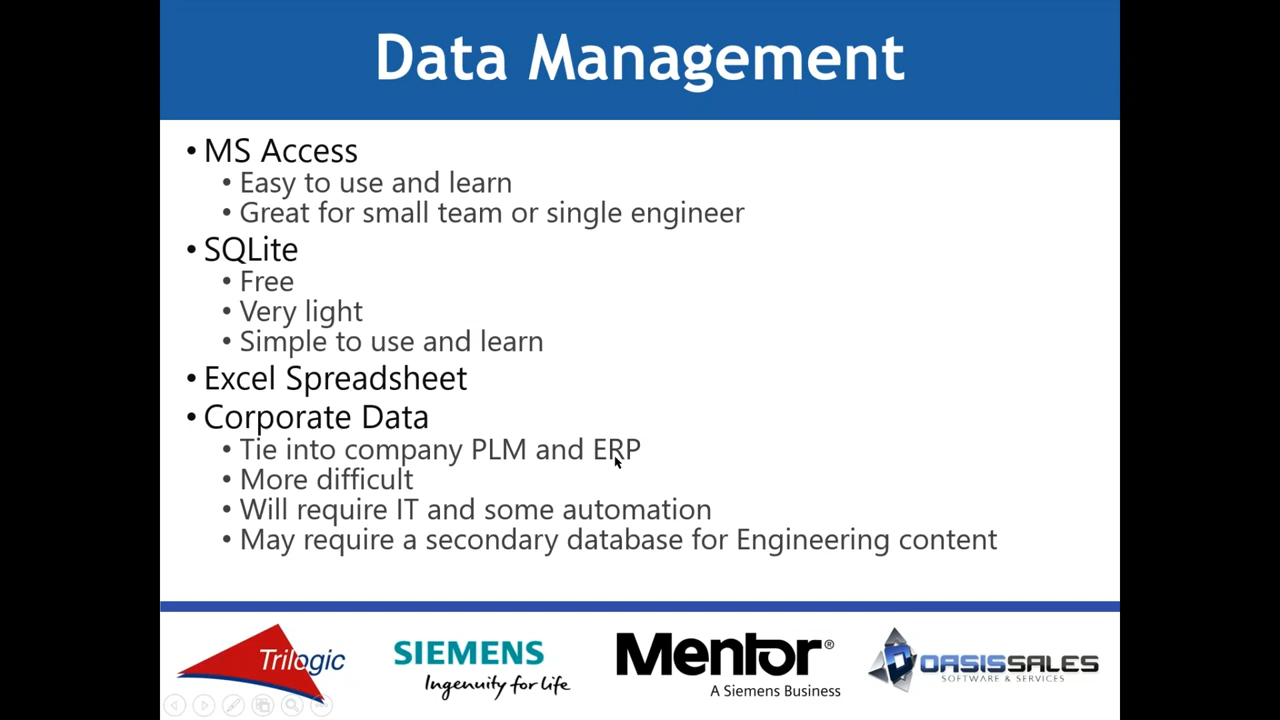 Data Management
• MS Access
• Easy to use and learn
• Great for small team or single engineer
• SQLite
• Free
• Very light
• Simple to use and learn
• Excel Spreadsheet
• Corporate Data
• Tie into company PLM and ERP
• More difficult
• Will require IT and some automation
• May require a secondary database for Engineering content
Trilogic
SIEMENS
Ingenuity for life
Mentor®
A Siemens Business
OASISSALES
SOFTWARE & SERVICES